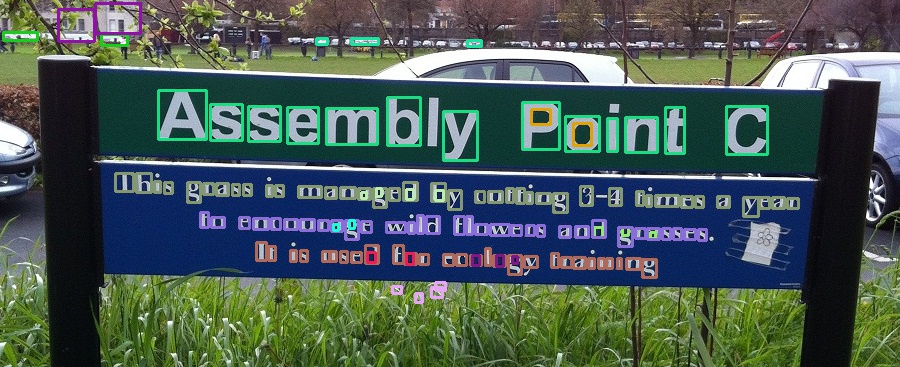 Assembly Point C
This grass is managed by cutting 3-4 times a year
to encourage wild flowers and grasses.
It is used for ecology training